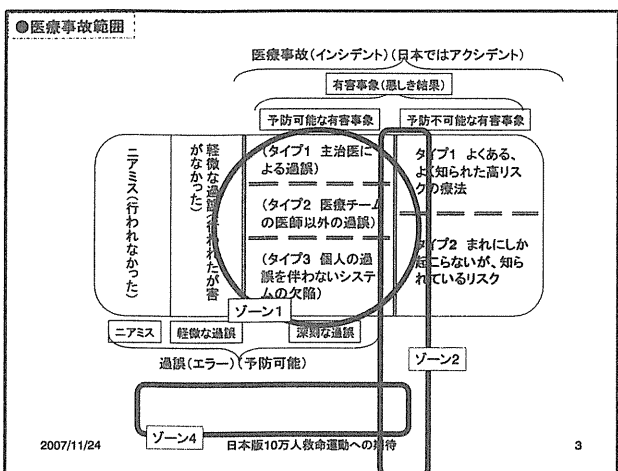 ●医療事故範囲
医療事故(インシデント)(日本ではアクシデント)
有害事象(悪しき結果)
予防可能な有害事象
予防不可能な有害事象
ニアミス(行われなかった)
軽微な過誤(行われたが害
がなかった)
(タイプ1 主治医に
よる過誤)
(タイプ2 医療チーム
の医師以外の過誤)
(タイプ3 個人の過
誤を伴わないシステ
ムの欠陥)
タイプ1 よくある、
よく知られた高リス
クの療法
タイプ2 まれにしか
起こらないが、知ら
れているリスク
ゾーン1
ニアミス
軽微な過誤
深刻な過誤
過誤(エラー)(予防可能)
ゾーン2
ゾーン4
2007/11/24
日本版10万人救命運動への期待
3